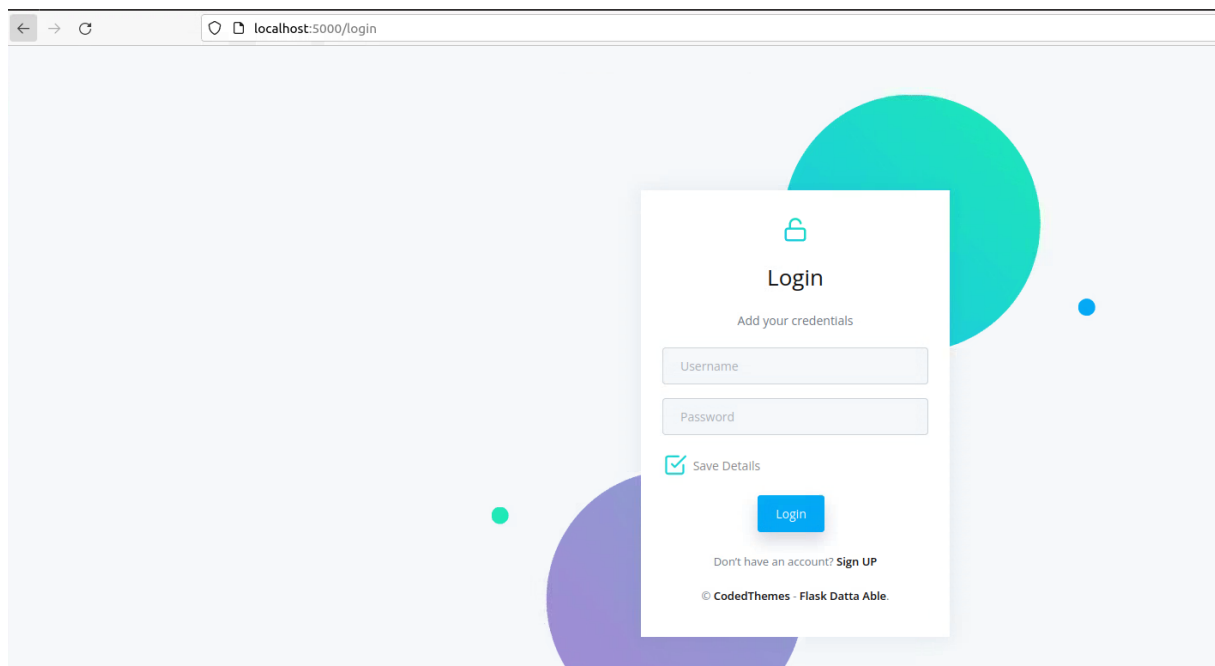 localhost:5000/login
Login
Add your credentials
Username
Password
Save Details
Login
Don't have an account? Sign UP
© CodedThemes - Flask Datta Able.